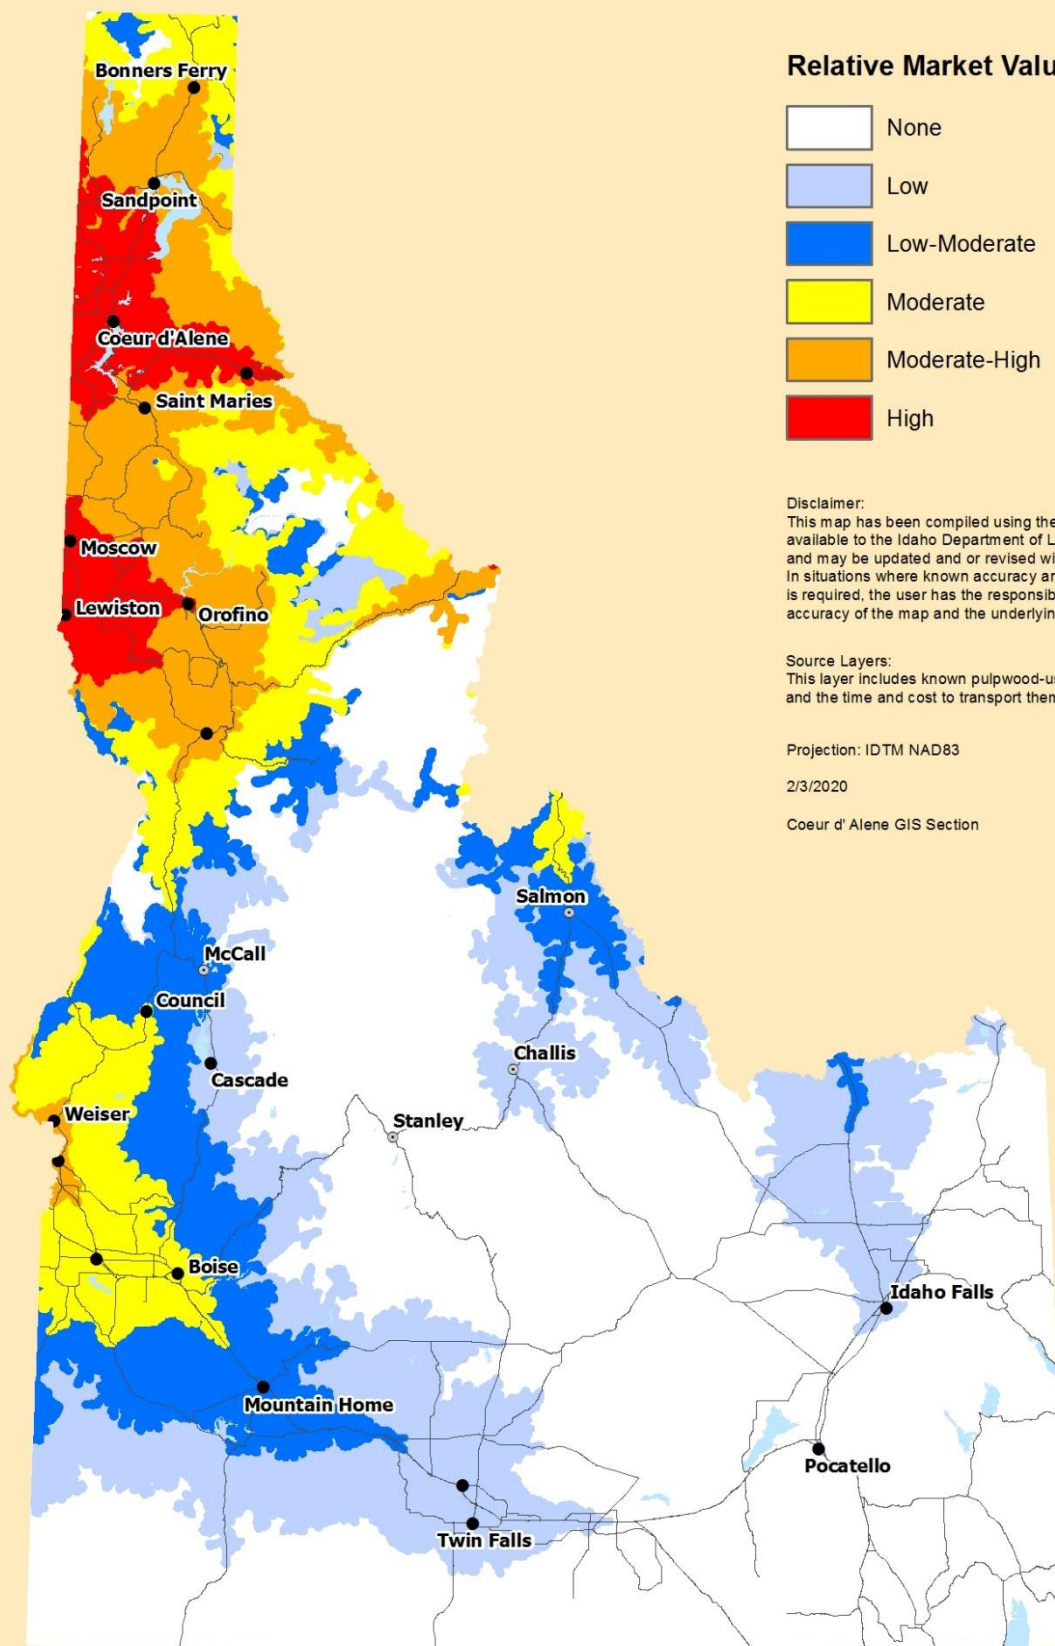 Relative Market Valu
None
Low
Low-Moderate
Moderate
Moderate-High
High
Disclaimer:
This map has been compiled using the
available to the Idaho Department of L
and may be updated and or revised wi
In situations where known accuracy an
is required, the user has the responsib
accuracy of the map and the underlyin
Source Layers:
This layer includes known pulpwood-us
and the time and cost to transport them
Projection: IDTM NAD83
2/3/2020
Coeur d' Alene GIS Section
Bonners Ferry
Sandpoint
Coeur d'Alene
Saint Maries
Moscow
Lewiston
Orofino
Salmon
McCall
Council
Challis
Cascade
Weiser
Stanley
Boise
Idaho Falls
Mountain Home
Pocatello
Twin Falls